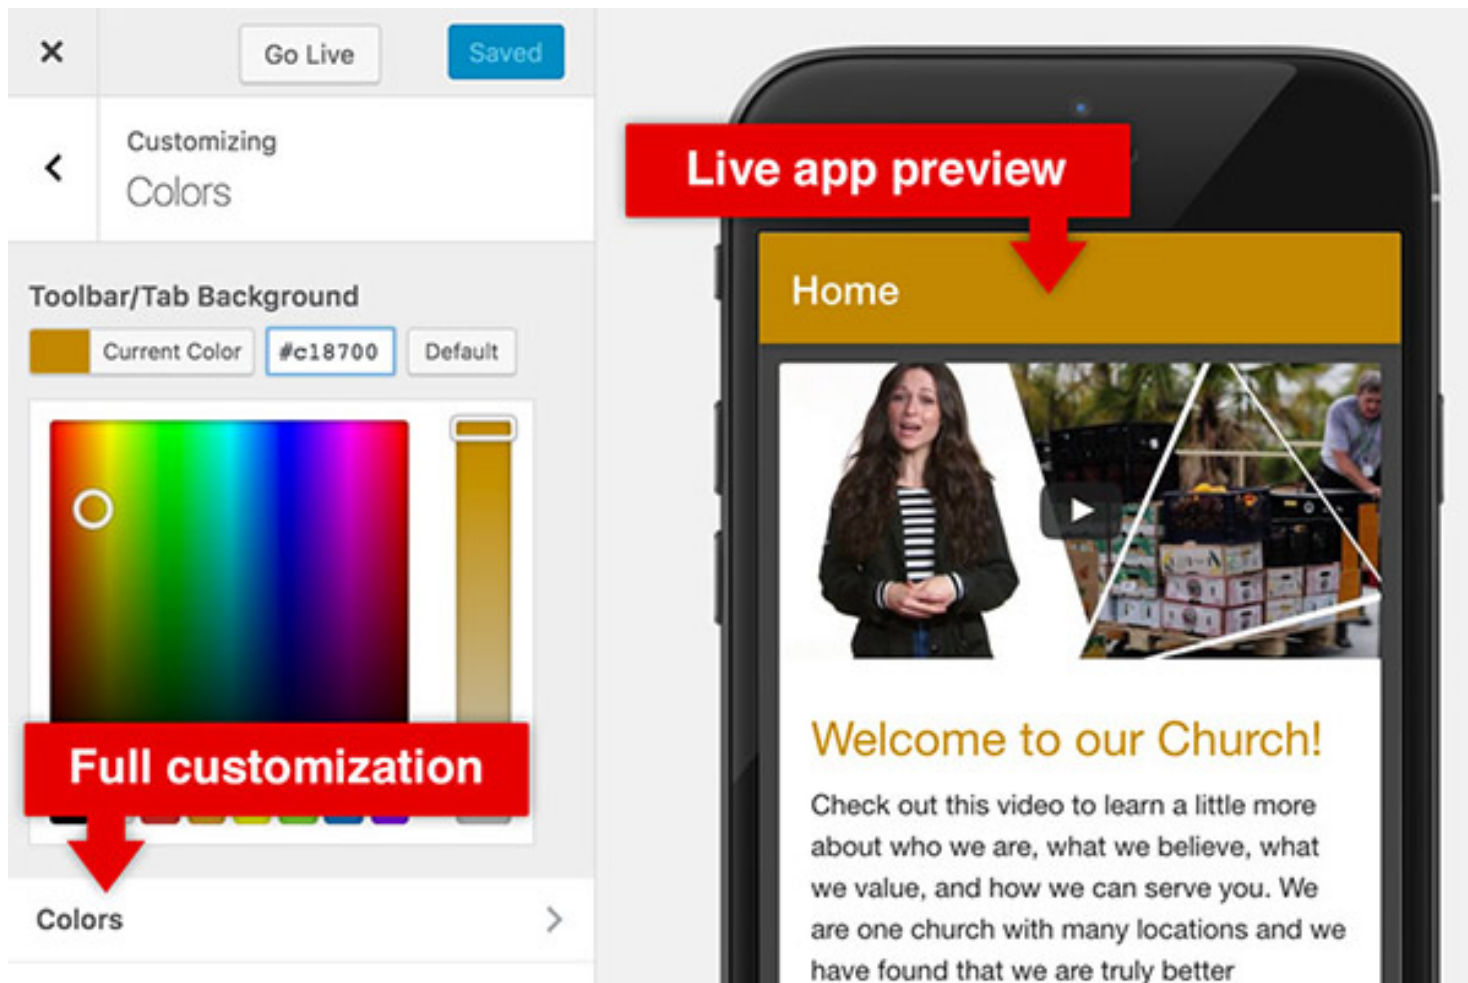 Go Live
Saved
Customizing
Colors
Toolbar/Tab Background
Current Color
#c18700
Default
Full customization
Colors
Live app preview
Home
Welcome to our Church!
Check out this video to learn a little more
about who we are, what we believe, what
we value, and how we can serve you. We
are one church with many locations and we
have found that we are truly better